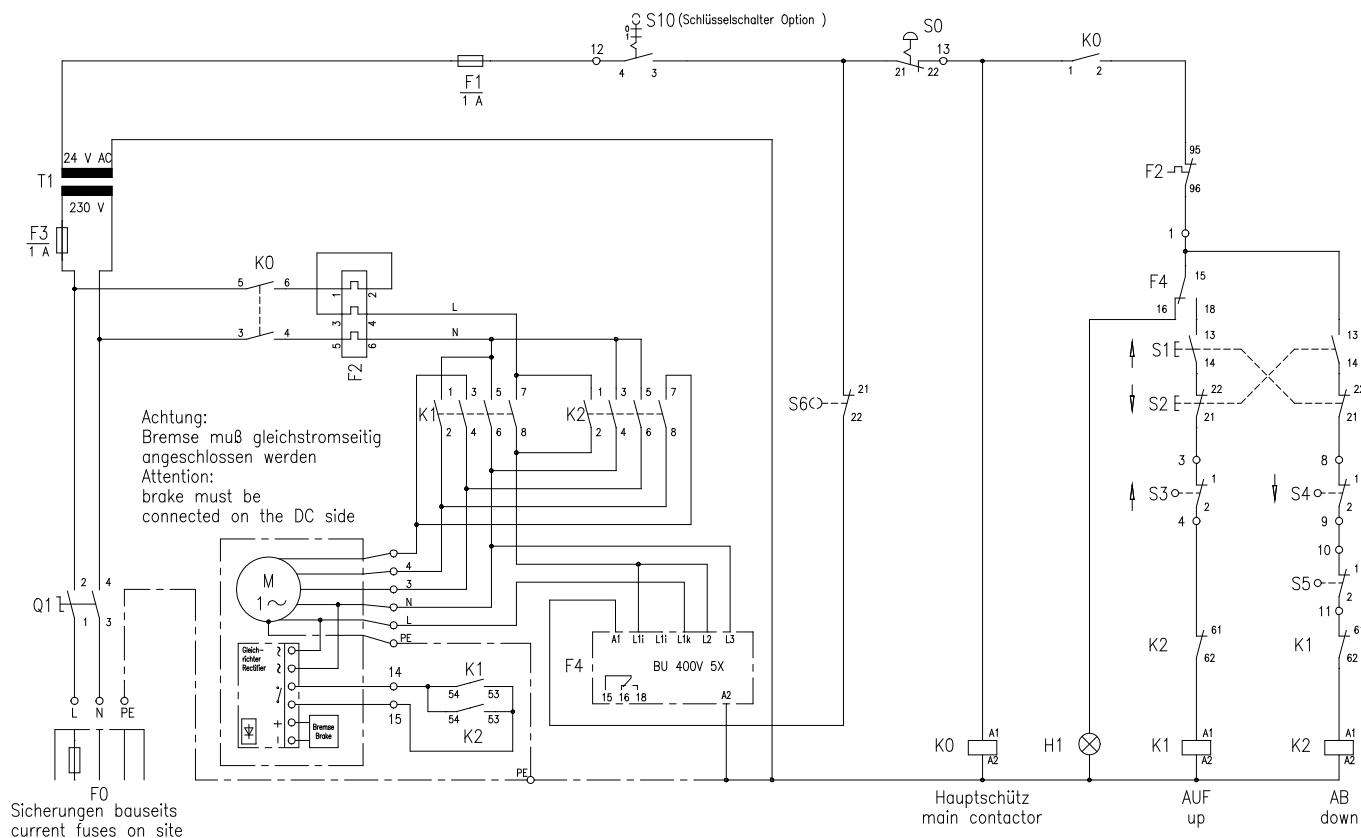 S10 (Schlüsselschalter Option )
0
1
12
4
3
S0
13
21
22
K0
1
2
F1
1 A
24 V AC
T1
230 V
F3
1 A
95
F2
96
1
K0
5
6
3
4
1
2
3
4
5
6
F2
L
N
F4
15
16
18
13
S1
14
13
14
S2
22
21
22
21
Achtung:
Bremse muß gleichstromseitig
angeschlossen werden
Attention:
brake must be
connected on the DC side
K1
1
3
5
7
2
4
6
8
K2
1
3
5
7
2
4
6
8
S6
21
22
3
S3
1
2
4
8
S4
1
2
9
10
S5
1
2
11
M
1~
4
3
N
L
PE
Q1
2
4
1
3
L
N
PE
F0
Sicherungen bauseits
current fuses on site
Gleich-
richter
Rectifier
+
Bremse
Brake
14
15
K1
54
53
54
53
K2
PE
F4
A1
L1i
L1i
L1k
L2
L3
BU 400V 5X
15
16
18
A2
K2
61
62
K1
61
62
K0
A1
A2
H1
K1
A1
A2
K2
A1
A2
Hauptschütz
main contactor
AUF
up
AB
down